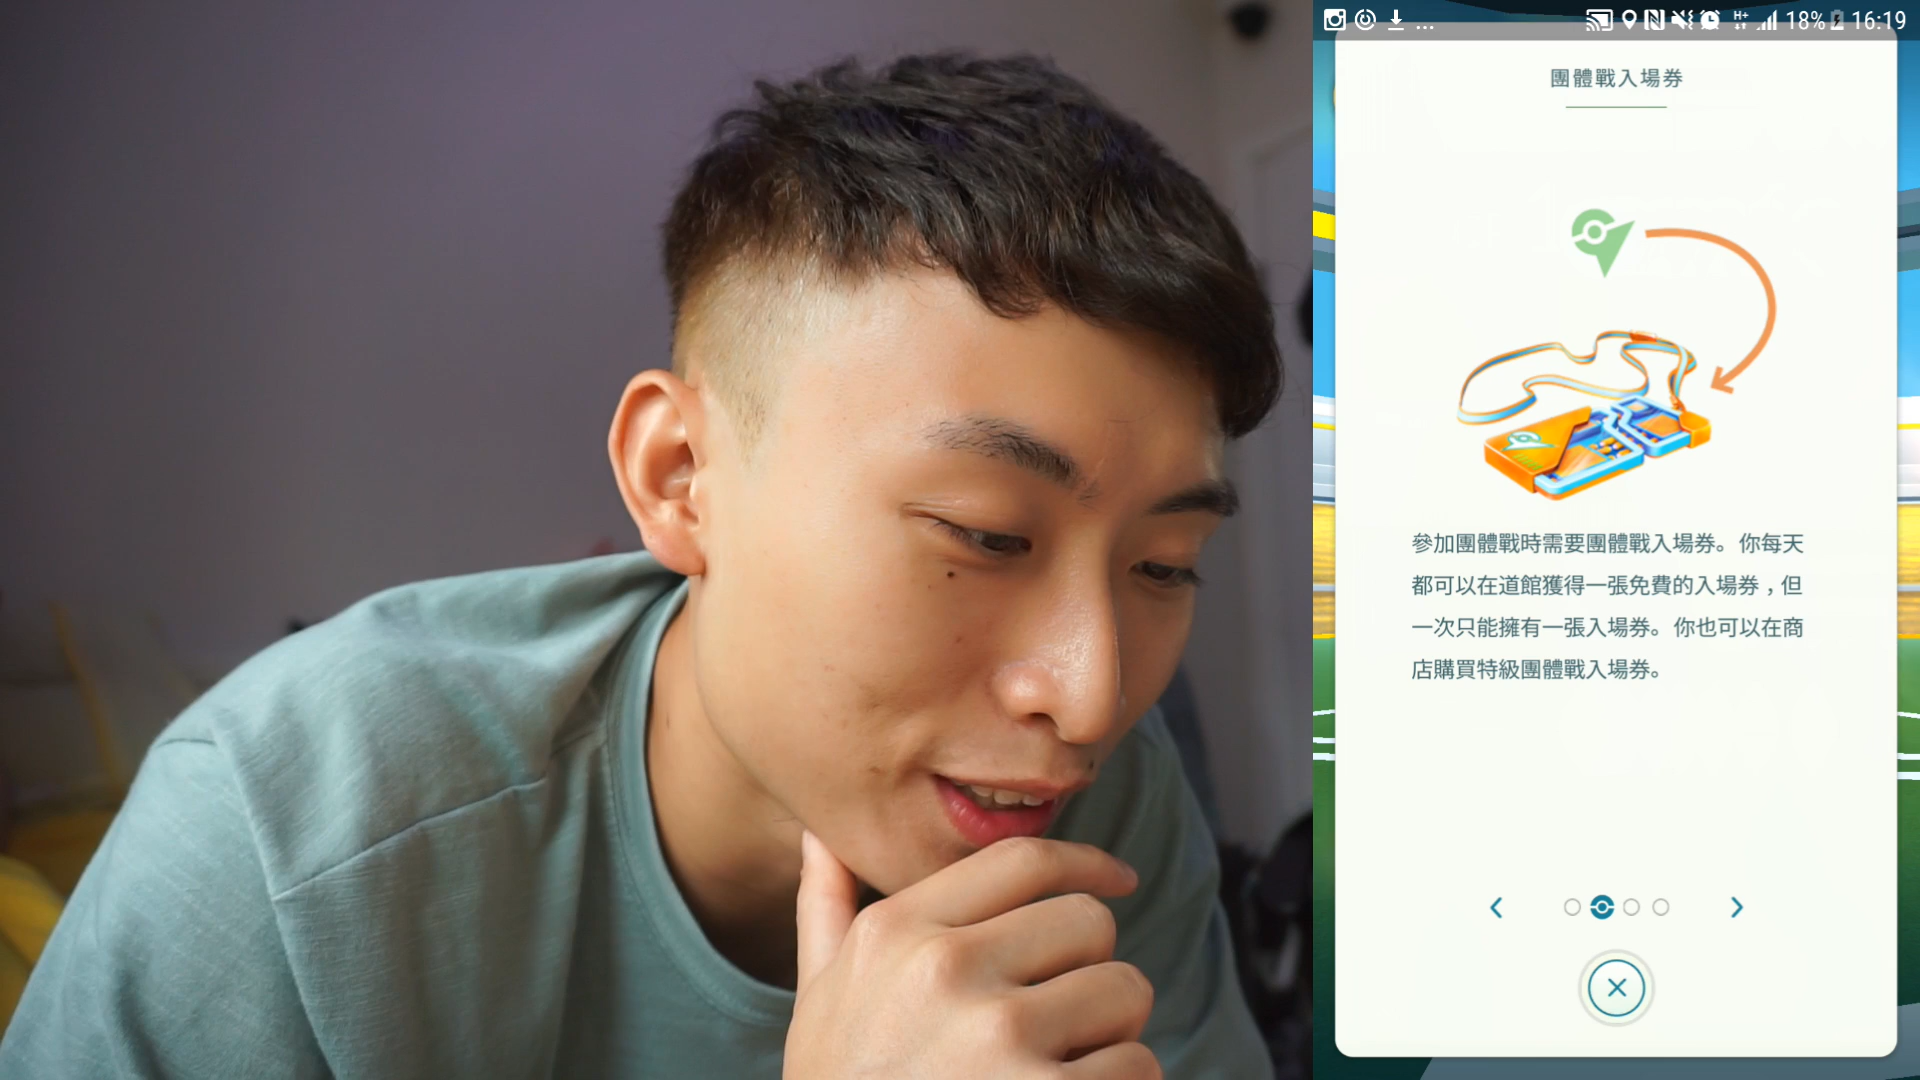 ... H+ 18% 16:19
團體戰入場券
參加團體戰時需要團體戰入場券。你每天
都可以在道館獲得一張免費的入場券，但
一次只能擁有一張入場券。你也可以在商
店購買特級團體戰入場券。